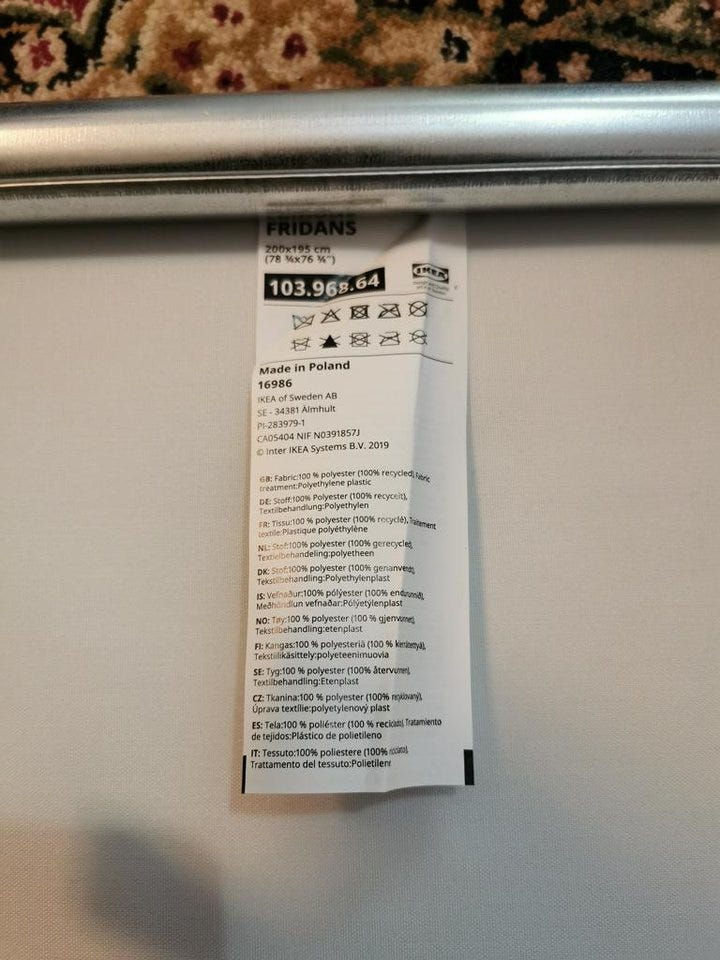 FRIDANS
200x195 cm
(78 ¾x76 ¾")
103.968.64
IKEA
Made in Poland
16986
IKEA of Sweden AB
SE - 34381 Älmhult
PI-283979-1
CA05404 NIF N0391857J
© Inter IKEA Systems B.V. 2019
GB: Fabric:100 % polyester (100% recycled), Fabric
treatment:Polyethylene plastic
DE: Stoff:100% Polyester (100% recycelt),
Textilbehandlung:Polyethylen
FR: Tissu:100 % polyester (100% recyclé), Traitement
textile:Plastique polyéthylène
NL: Stof:100% polyester (100% gerecycled),
Textielbehandeling:polyetheen
DK: Stof:100% polyester (100% genanvendt),
Tekstilbehandling:Polyethylenplast
IS: Vefnaður:100% pólýester (100% endurunnið),
Meðhöndlun vefnaðar:Pólýetýlenplast
NO: Tøy:100 % polyester (100 % gjenvunnet),
Tekstilbehandling:etenplast
FI: Kangas:100 % polyesteriä (100 % kierrätettyä),
Tekstiilikäsittely:polyeteenimuovia
SE: Tyg:100 % polyester (100% återvunnen),
Textilbehandling:Etenplast
CZ: Tkanina:100 % polyester (100% recyklovaný),
Úprava textilie:polyetylenový plast
ES: Tela:100 % poliéster (100 % reciclado), Tratamiento
de tejidos:Plástico de polietileno
IT: Tessuto:100% poliestere (100% riciclato),
Trattamento del tessuto:Polietilene